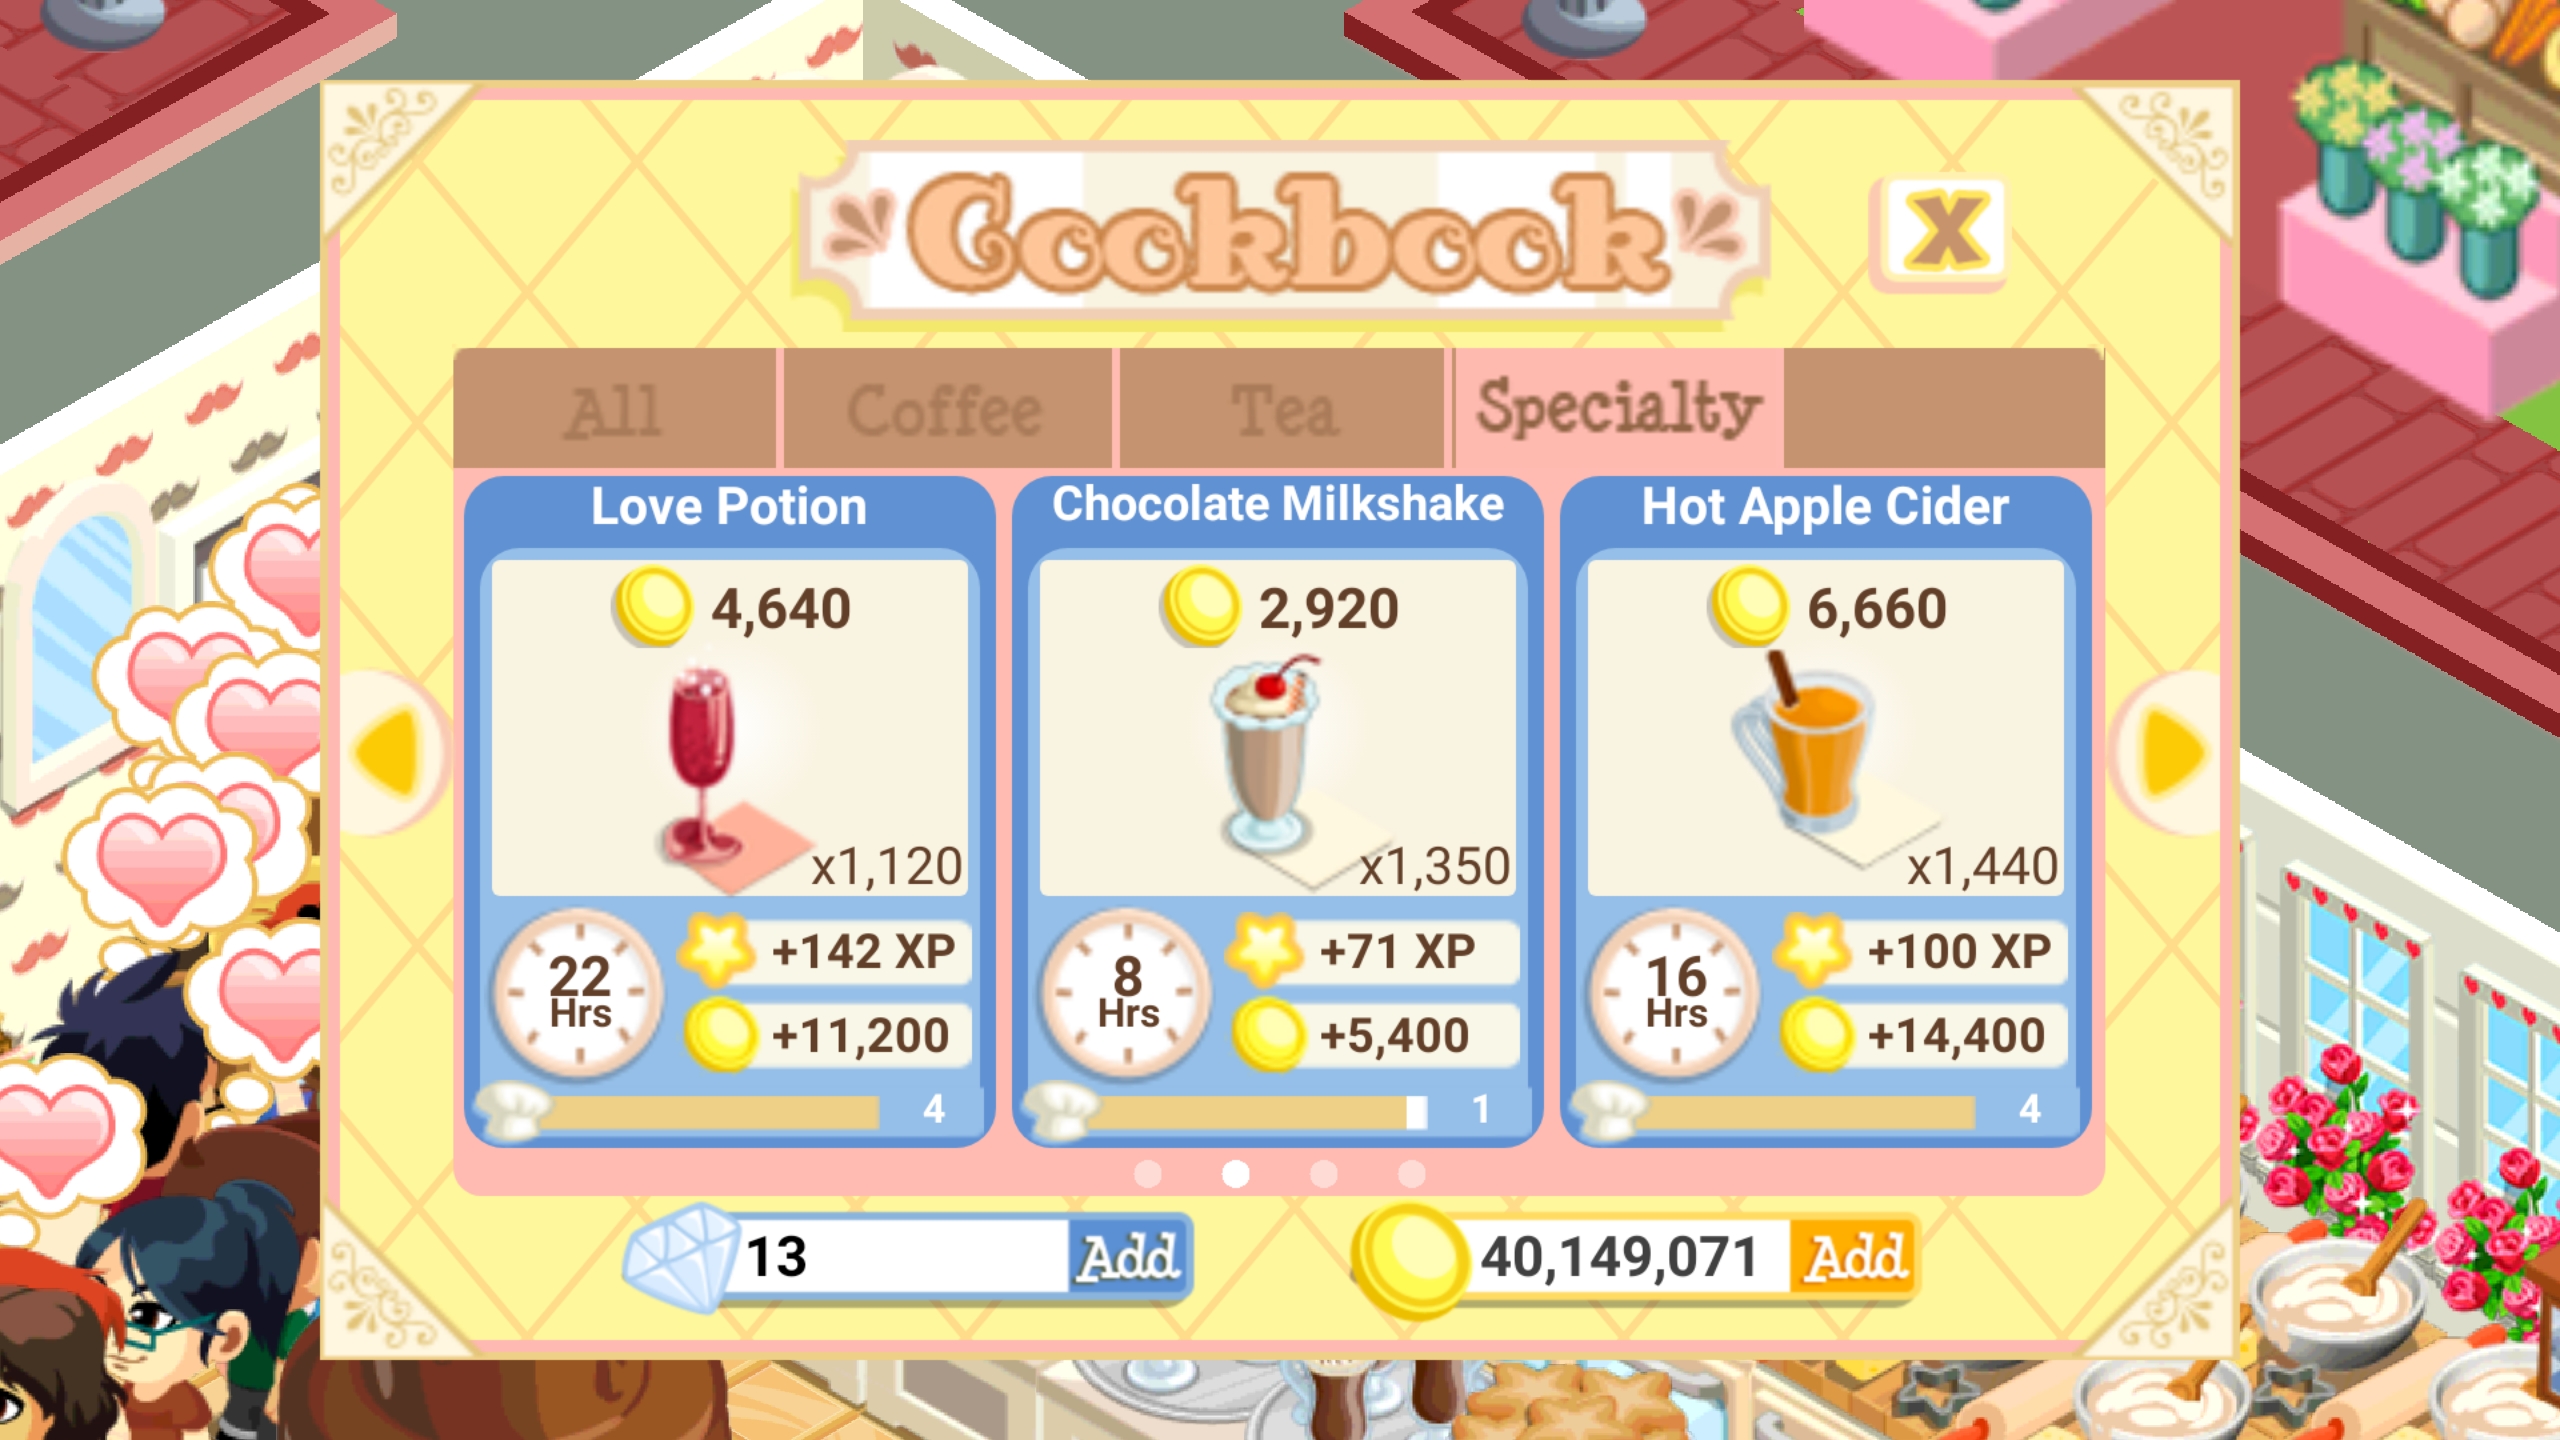 Cookbook
X
All
Coffee
Tea
Specialty
Love Potion
4,640
x1,120
22
Hrs
+142 XP
+11,200
4
Chocolate Milkshake
2,920
x1,350
8
Hrs
+71 XP
+5,400
1
Hot Apple Cider
6,660
x1,440
16
Hrs
+100 XP
+14,400
4
13
Add
40,149,071
Add